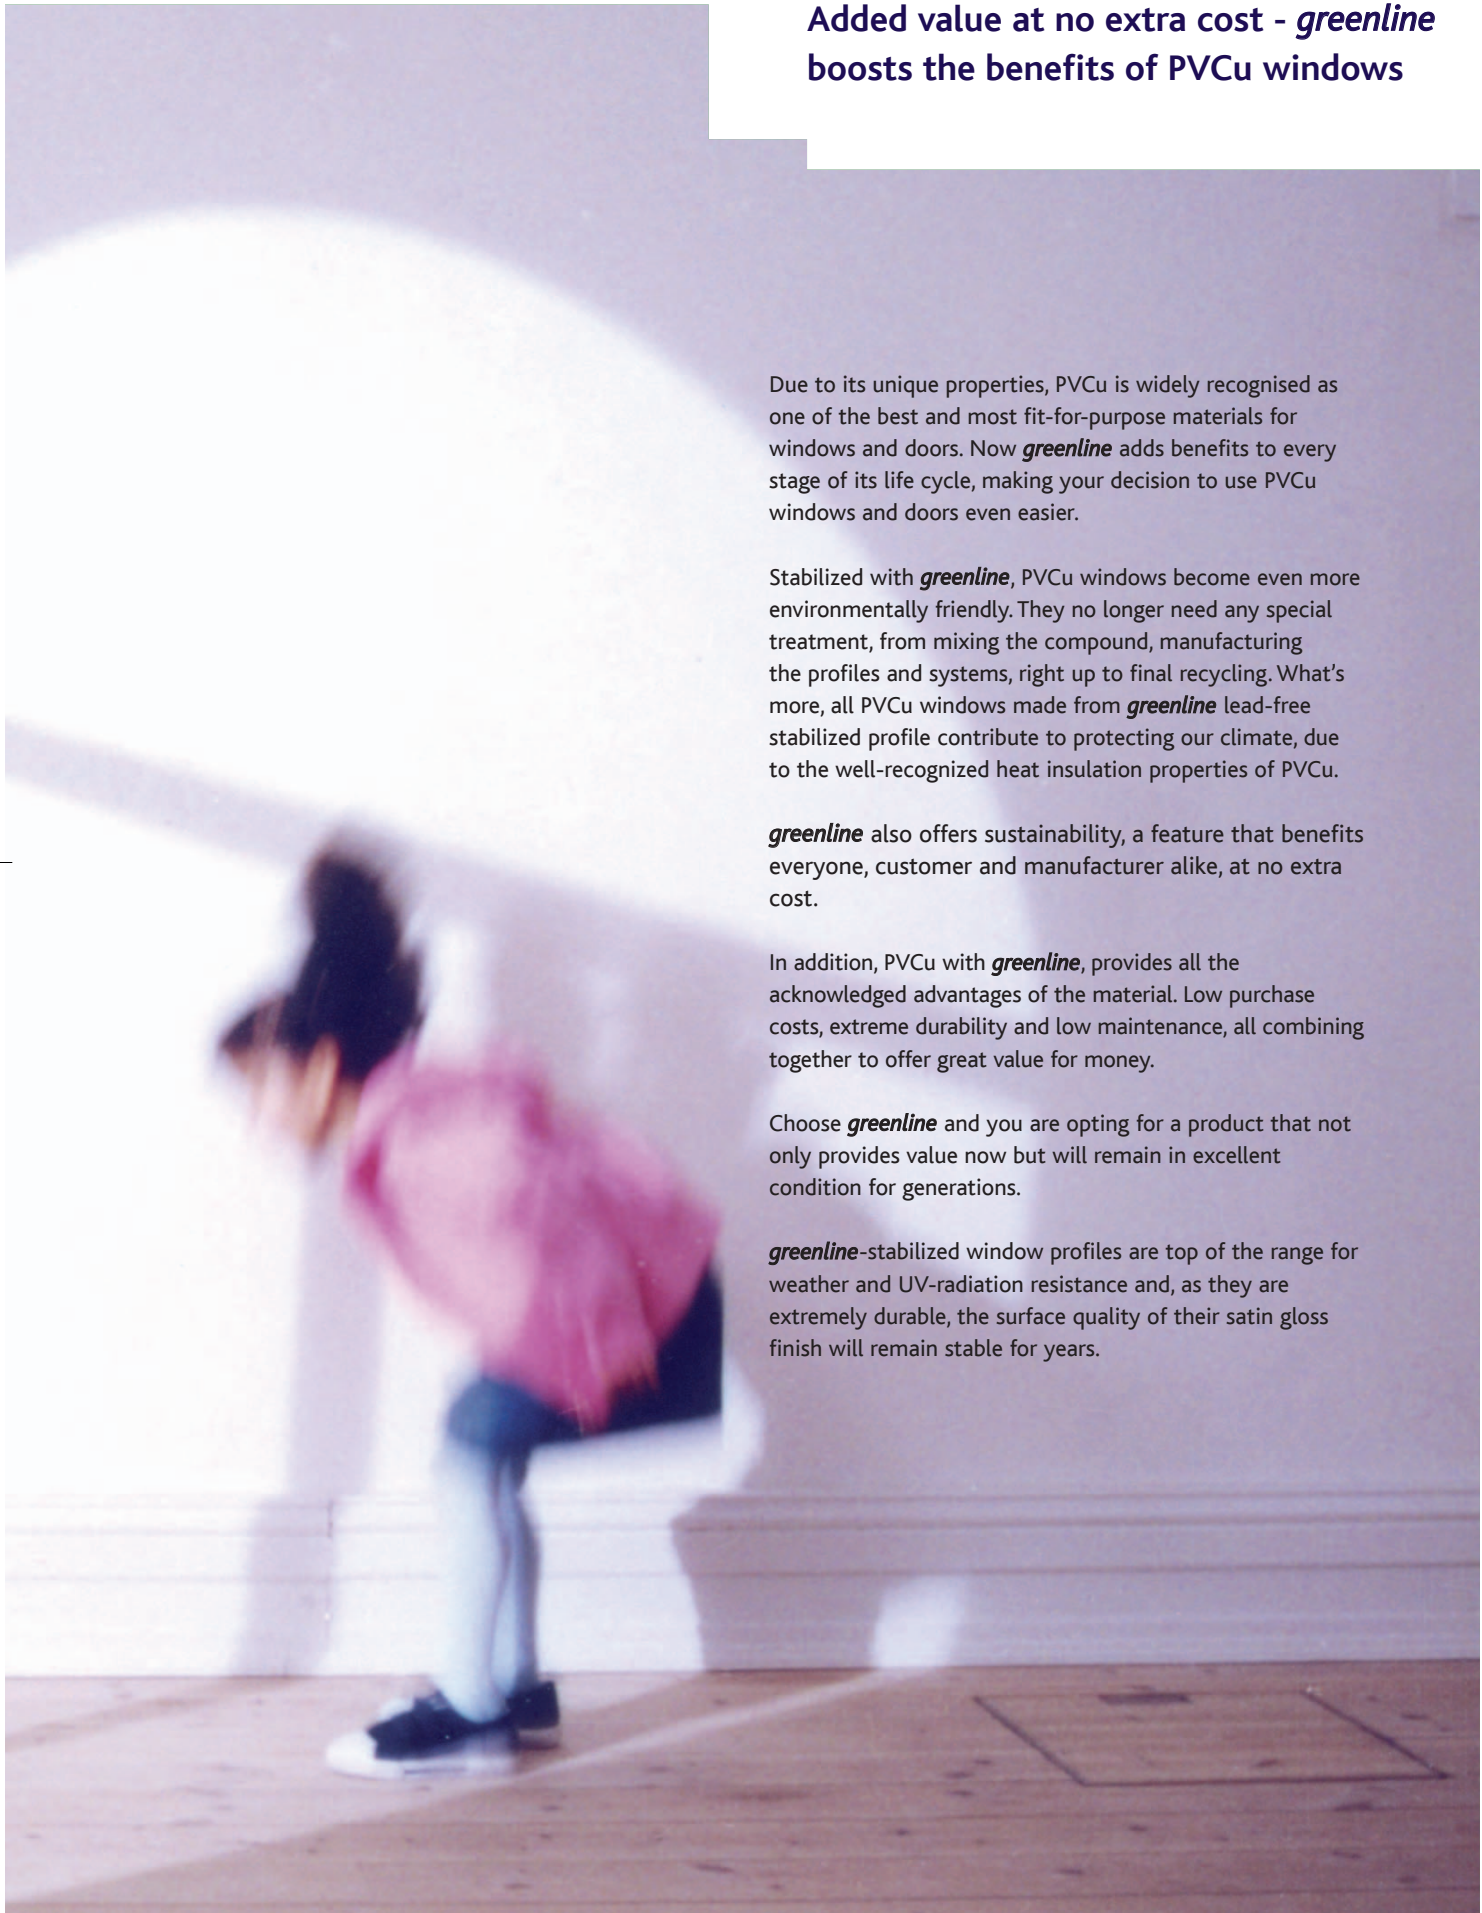 Added value at no extra cost - greenline
boosts the benefits of PVCu windows
Due to its unique properties, PVCu is widely recognised as
one of the best and most fit-for-purpose materials for
windows and doors. Now greenline adds benefits to every
stage of its life cycle, making your decision to use PVCu
windows and doors even easier.
Stabilized with greenline, PVCu windows become even more
environmentally friendly. They no longer need any special
treatment, from mixing the compound, manufacturing
the profiles and systems, right up to final recycling. What's
more, all PVCu windows made from greenline lead-free
stabilized profile contribute to protecting our climate, due
to the well-recognized heat insulation properties of PVCu.
greenline also offers sustainability, a feature that benefits
everyone, customer and manufacturer alike, at no extra
cost.
In addition, PVCu with greenline, provides all the
acknowledged advantages of the material. Low purchase
costs, extreme durability and low maintenance, all combining
together to offer great value for money.
Choose greenline and you are opting for a product that not
only provides value now but will remain in excellent
condition for generations.
greenline-stabilized window profiles are top of the range for
weather and UV-radiation resistance and, as they are
extremely durable, the surface quality of their satin gloss
finish will remain stable for years.